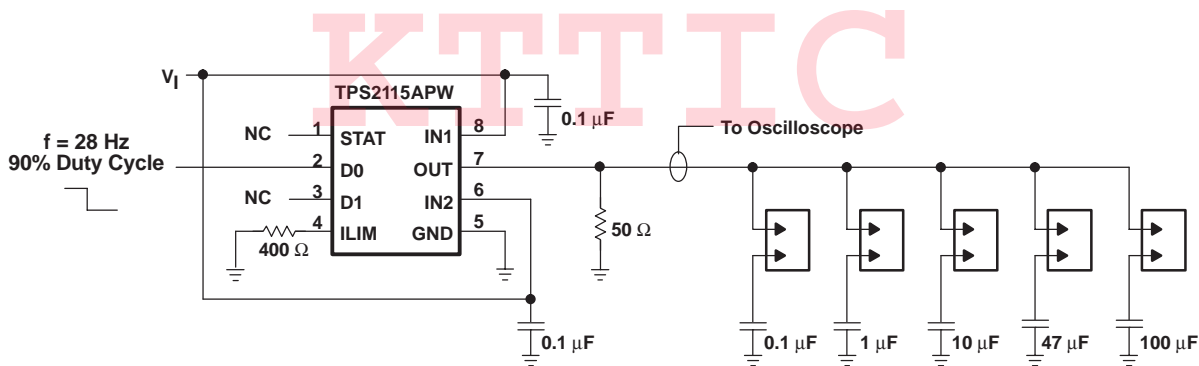 KTTIC
VI
TPS2115APW
0.1 µF
NC
1
STAT
IN1
8
To Oscilloscope
f = 28 Hz
90% Duty Cycle
2
D0
OUT
7
NC
3
D1
IN2
6
4
ILIM
GND
5
400 Ω
50 Ω
0.1 µF
0.1 µF
1 µF
10 µF
47 µF
100 µF